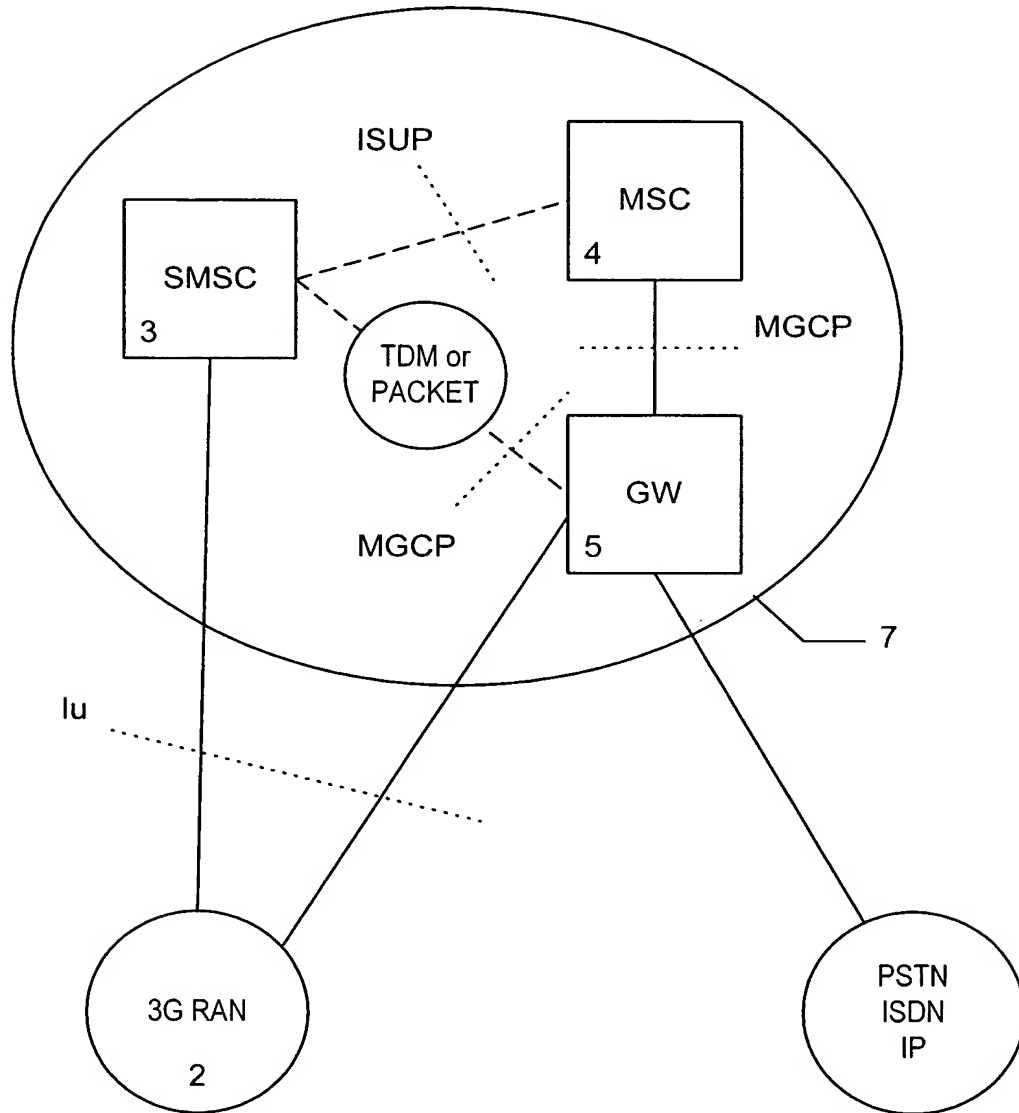 ISUP
MSC
4
SMSC
3
MGCP
TDM or
PACKET
GW
5
MGCP
7
Iu
3G RAN
2
PSTN
ISDN
IP